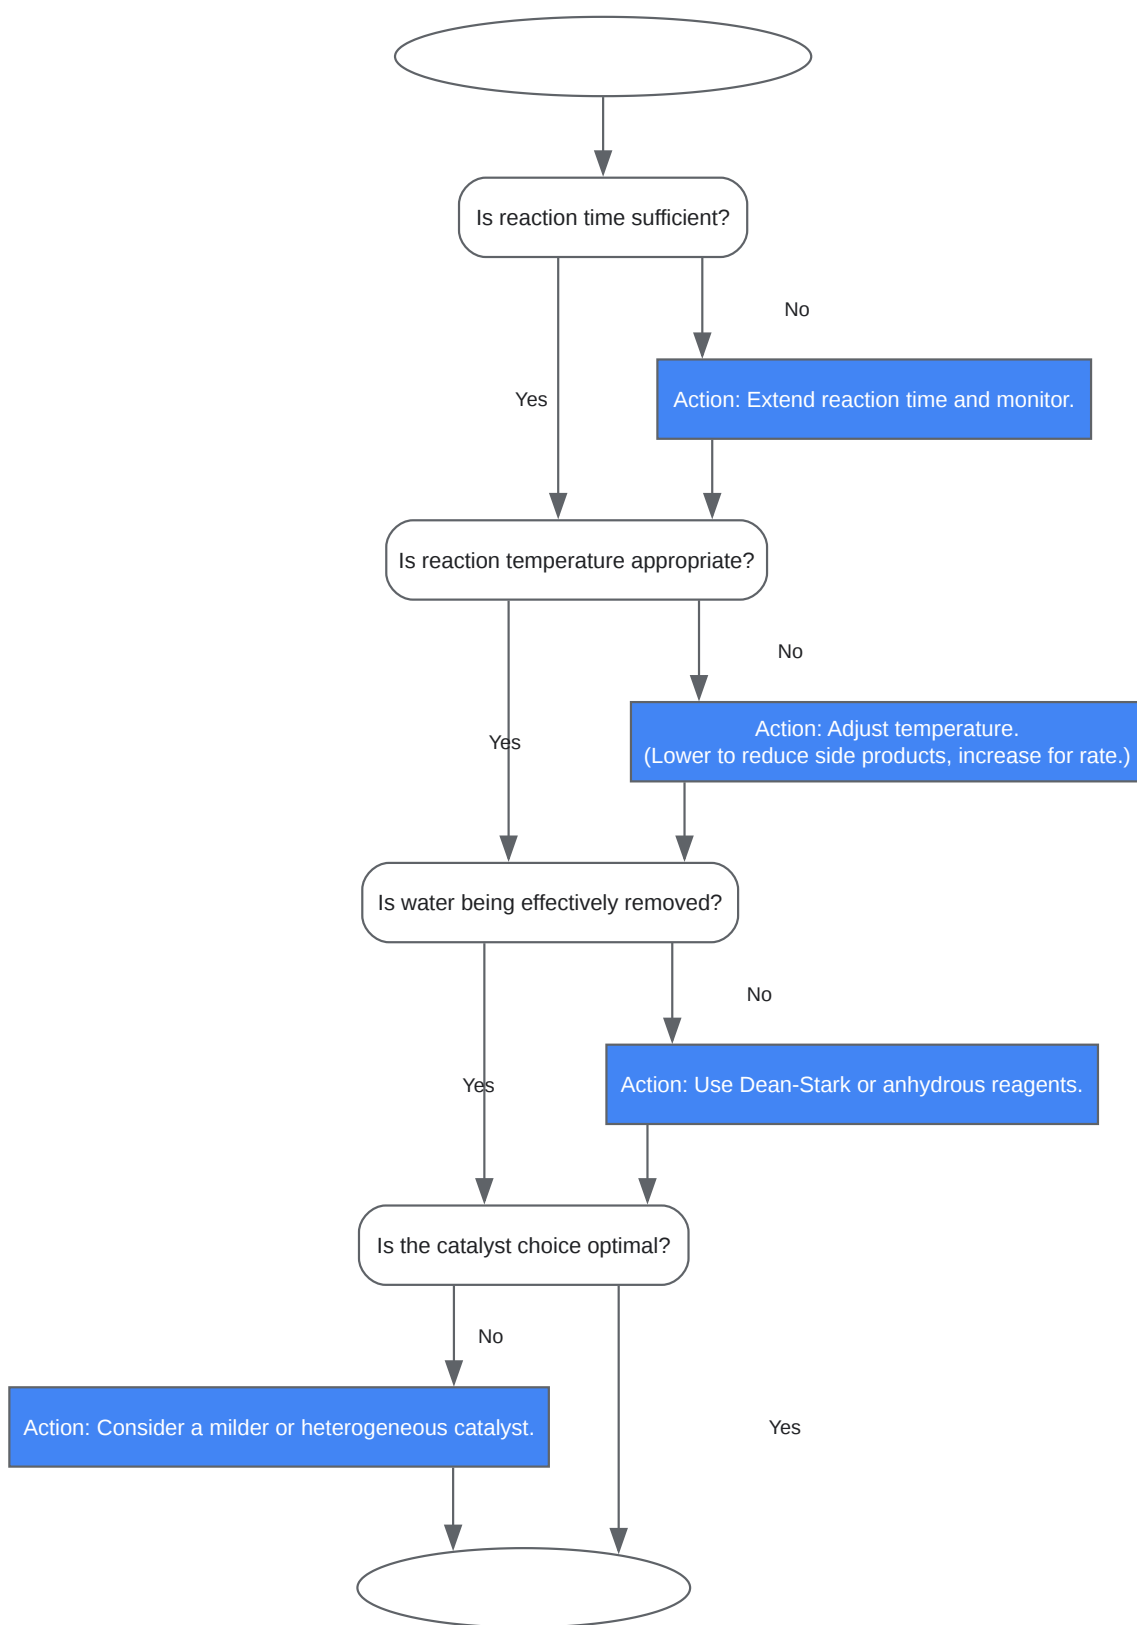 Is reaction time sufficient?
No
Yes
Action: Extend reaction time and monitor.
Is reaction temperature appropriate?
No
Yes
Action: Adjust temperature.
(Lower to reduce side products, increase for rate.)
Is water being effectively removed?
No
Yes
Action: Use Dean-Stark or anhydrous reagents.
Is the catalyst choice optimal?
No
Action: Consider a milder or heterogeneous catalyst.
Yes